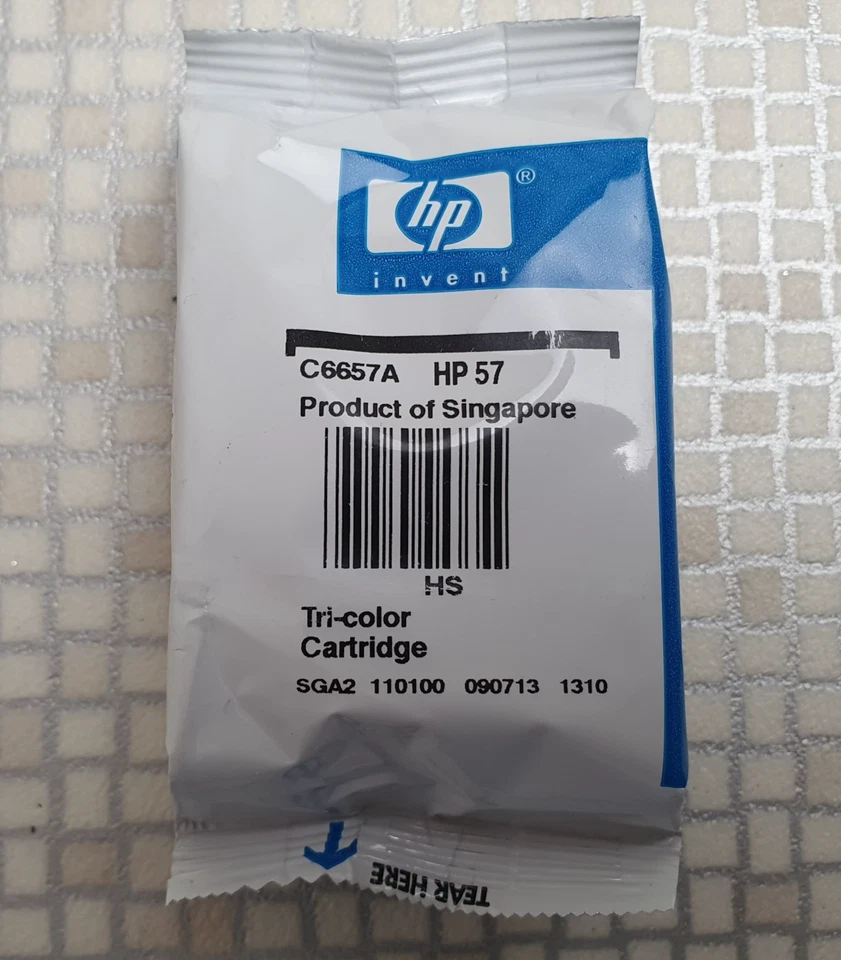 hp ®
invent
C6657A HP 57
Product of Singapore
HS
Tri-color
Cartridge
SGA2 110100 090713 1310
TEAR HERE